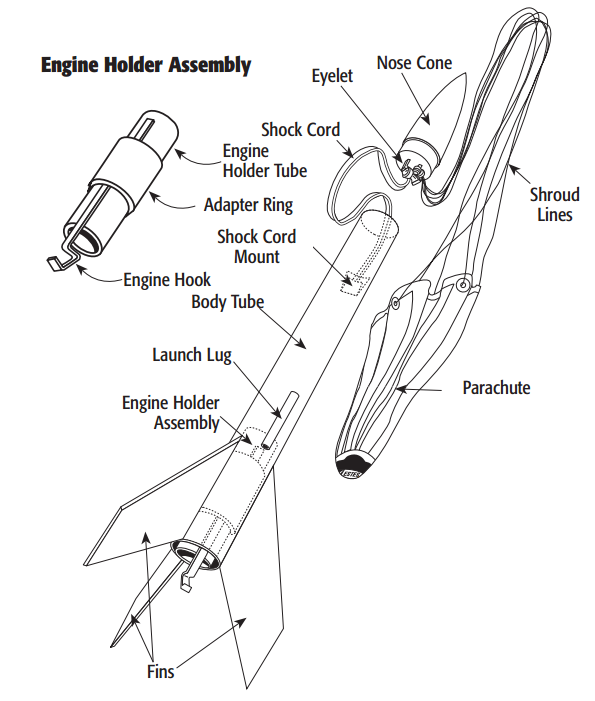 Engine Holder Assembly
Nose Cone
Eyelet
Shock Cord
Engine
Holder Tube
Adapter Ring
Shroud
Lines
Shock Cord
Mount
Engine Hook
Body Tube
Launch Lug
Parachute
Engine Holder
Assembly
Fins